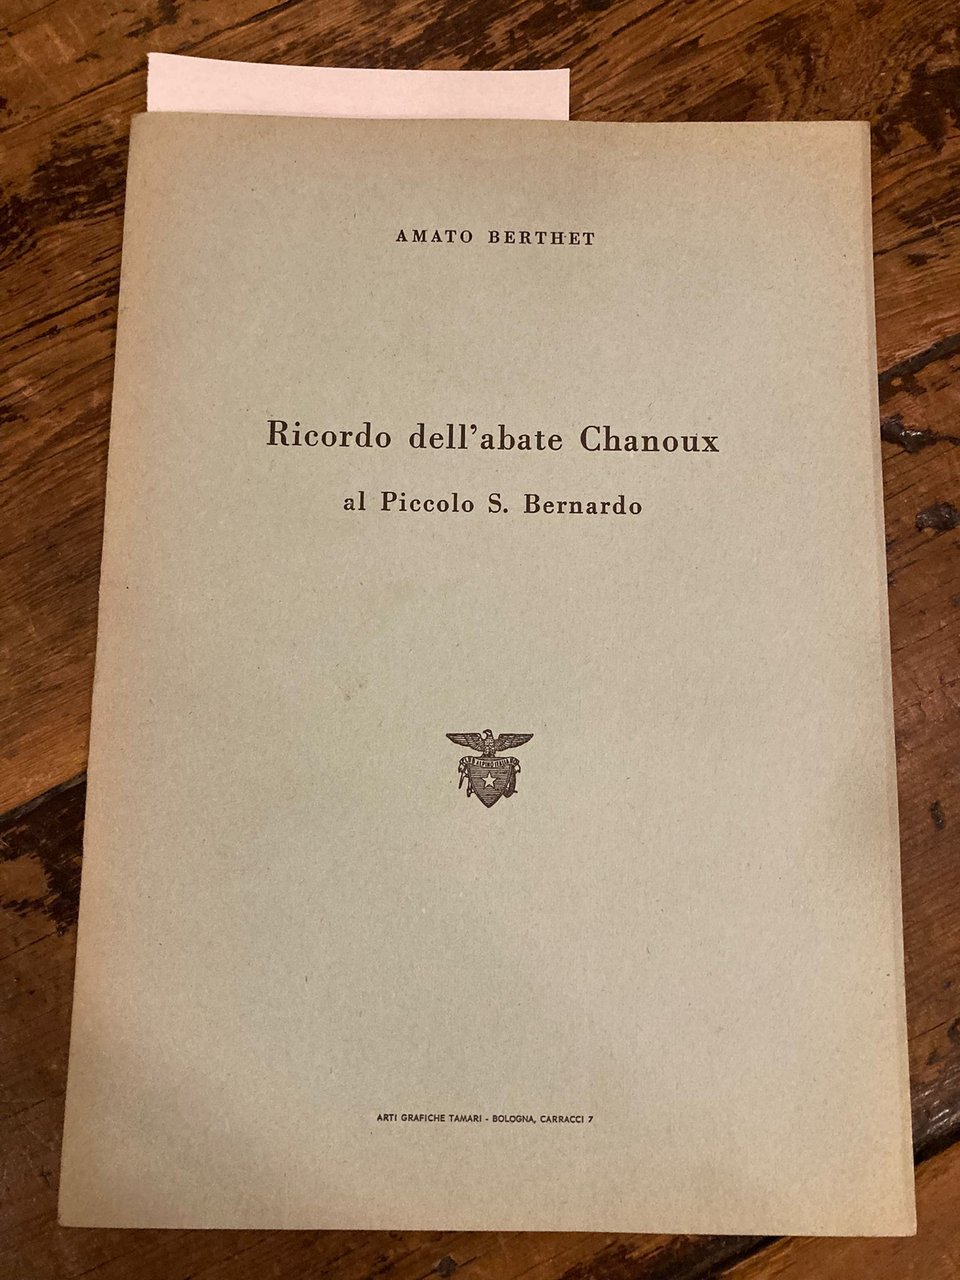 AMATO BERTHET
Ricordo dell'abate Chanoux
al Piccolo S. Bernardo
ARTI GRAFICHE TAMARI - BOLOGNA, CARRACCI 7